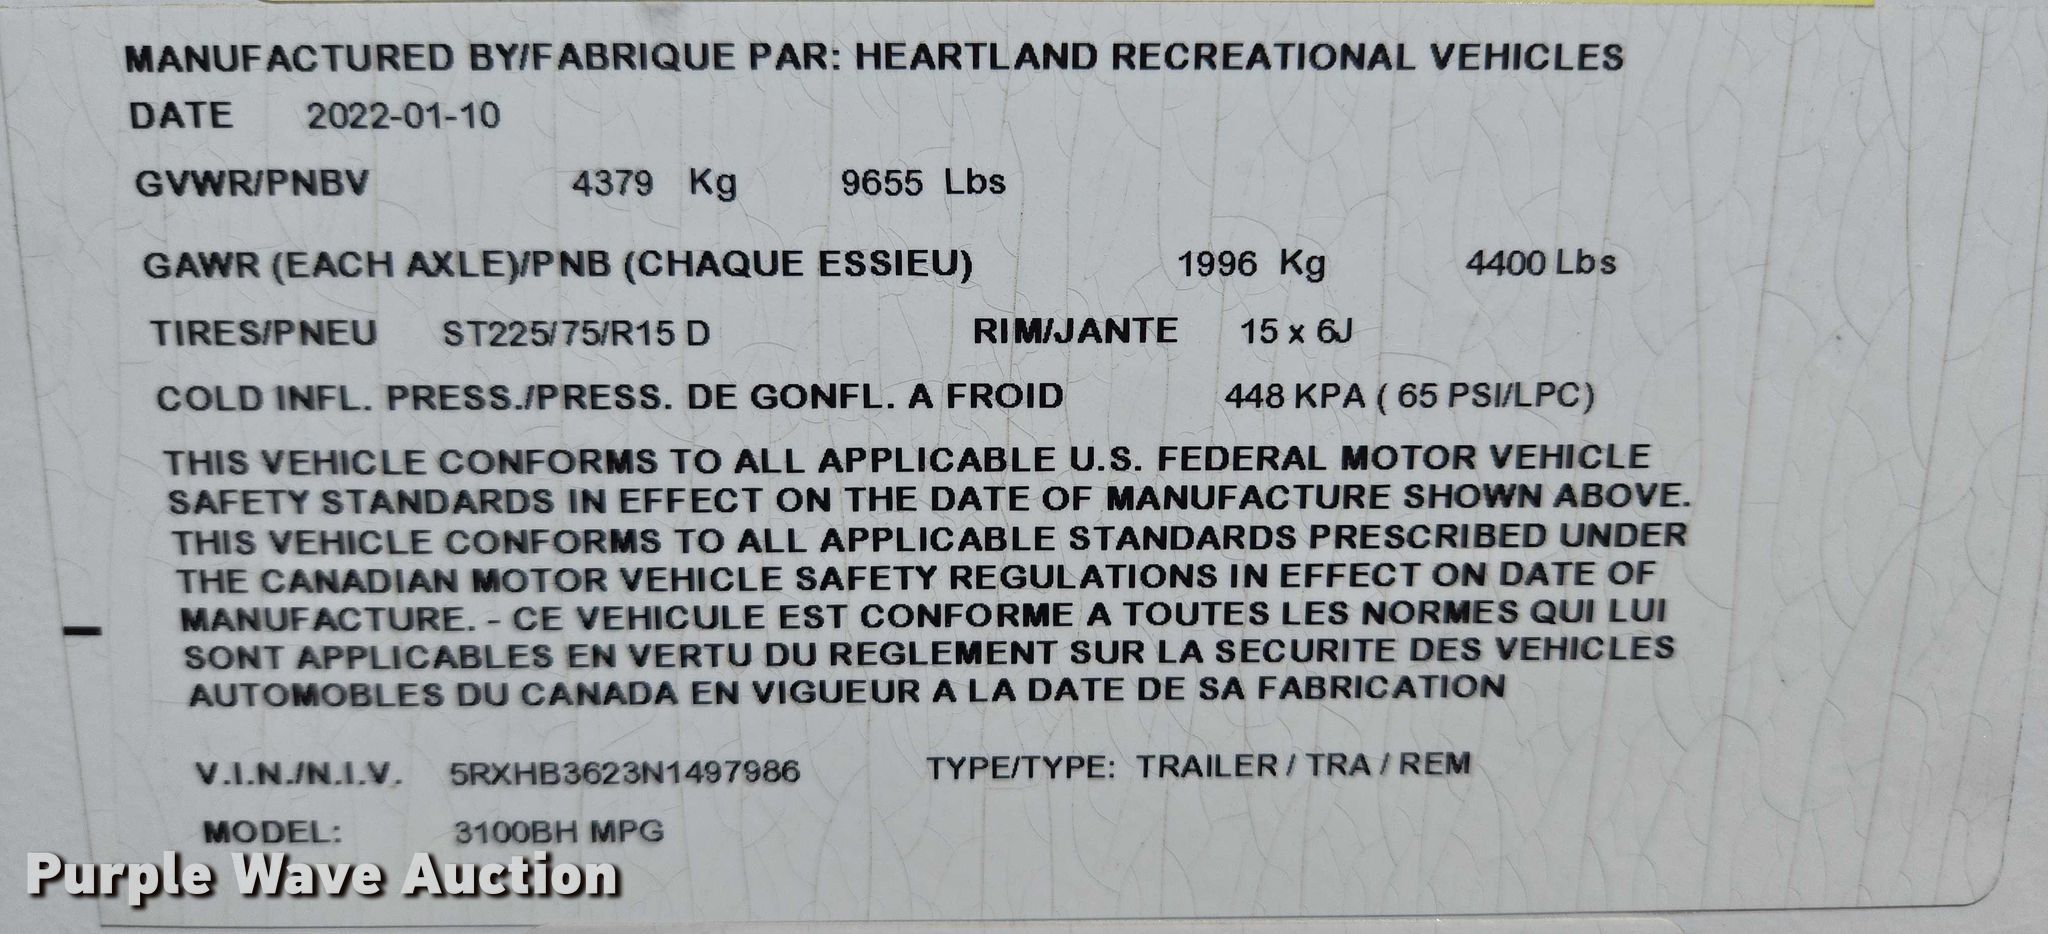 MANUFACTURED BY/FABRIQUE PAR: HEARTLAND RECREATIONAL VEHICLES
DATE 2022-01-10
GVWR/PNBV 4379 Kg 9655 Lbs
GAWR (EACH AXLE)/PNB (CHAQUE ESSIEU) 1996 Kg 4400 Lbs
TIRES/PNEU ST225/75/R15 D RIM/JANTE 15 x 6J
COLD INFL. PRESS./PRESS. DE GONFL. A FROID 448 KPA ( 65 PSI/LPC)
THIS VEHICLE CONFORMS TO ALL APPLICABLE U.S. FEDERAL MOTOR VEHICLE
SAFETY STANDARDS IN EFFECT ON THE DATE OF MANUFACTURE SHOWN ABOVE.
THIS VEHICLE CONFORMS TO ALL APPLICABLE STANDARDS PRESCRIBED UNDER
THE CANADIAN MOTOR VEHICLE SAFETY REGULATIONS IN EFFECT ON DATE OF
MANUFACTURE. - CE VEHICULE EST CONFORME A TOUTES LES NORMES QUI LUI
SONT APPLICABLES EN VERTU DU REGLEMENT SUR LA SECURITE DES VEHICLES
AUTOMOBLES DU CANADA EN VIGUEUR A LA DATE DE SA FABRICATION
V.I.N./N.I.V. 5RXHB3623N1497986 TYPE/TYPE: TRAILER / TRA / REM
MODEL: 3100BH MPG
Purple Wave Auction